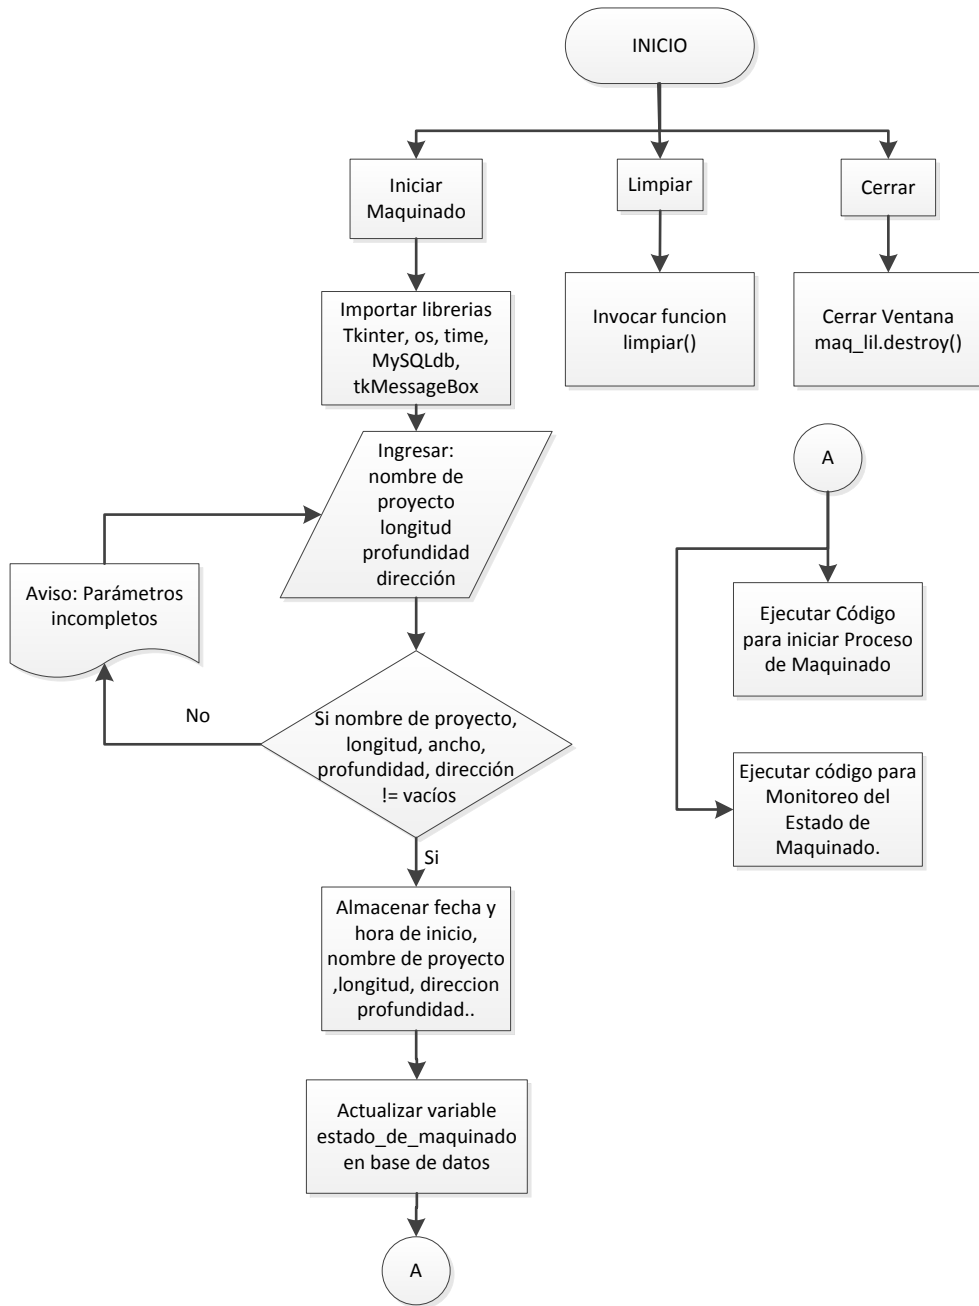 INICIO
Iniciar
Maquinado
Limpiar
Cerrar
Importar librerias
Tkinter, os, time,
MySQLdb,
tkMessageBox
Invocar funcion
limpiar()
Cerrar Ventana
maq_lil.destroy()
Ingresar:
nombre de
proyecto
longitud
profundidad
dirección
A
Aviso: Parámetros
incompletos
Ejecutar Código
para iniciar Proceso
de Maquinado
No
Si nombre de proyecto,
longitud, ancho,
profundidad, dirección
!= vacíos
Ejecutar código para
Monitoreo del
Estado de
Maquinado.
Si
Almacenar fecha y
hora de inicio,
nombre de proyecto
,longitud, direccion
profundidad..
Actualizar variable
estado_de_maquinado
en base de datos
A